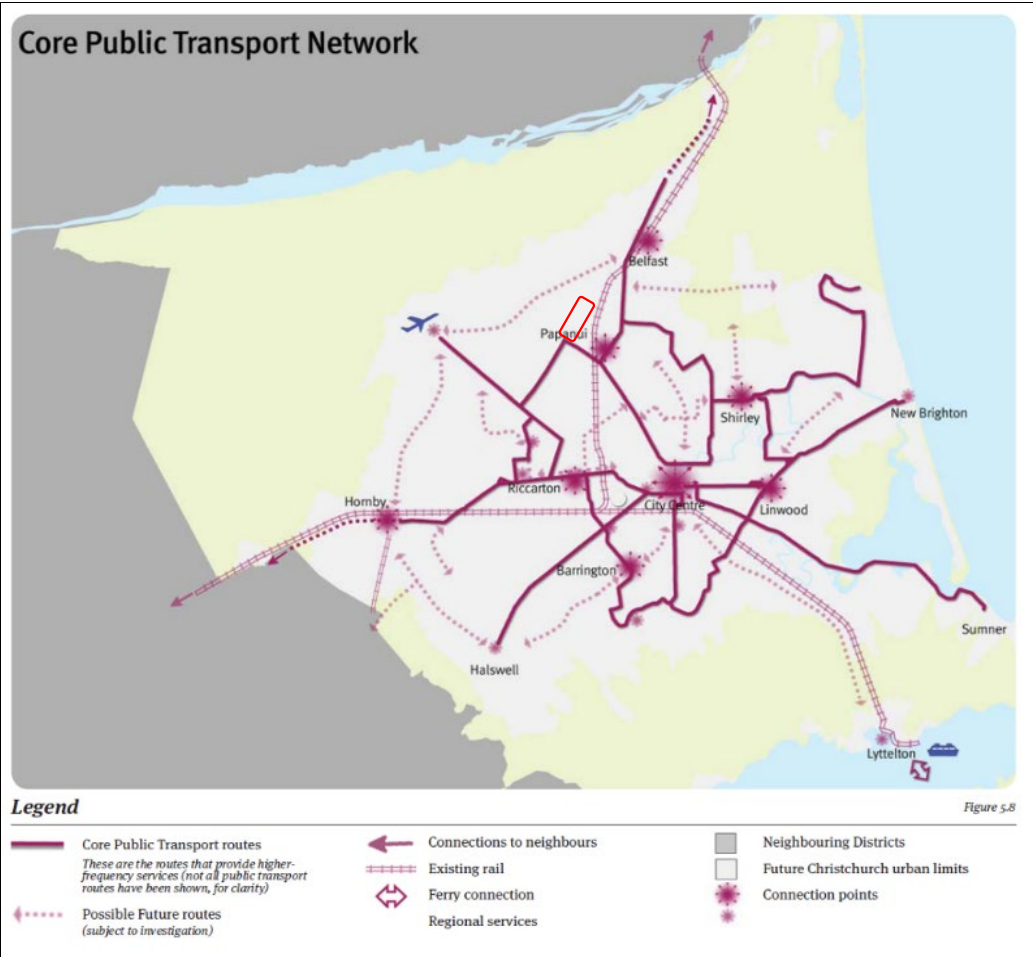 Core Public Transport Network
Belfast
Papanui
Shirley
New Brighton
Riccarton
Hornby
City Centre
Linwood
Barrington
Sumner
Halswell
Lyttelton
Legend
Figure 5.8
Core Public Transport routes
These are the routes that provide higher-
frequency services (not all public transport
routes have been shown, for clarity)
Possible Future routes
(subject to investigation)
Connections to neighbours
Existing rail
Ferry connection
Regional services
Neighbouring Districts
Future Christchurch urban limits
Connection points